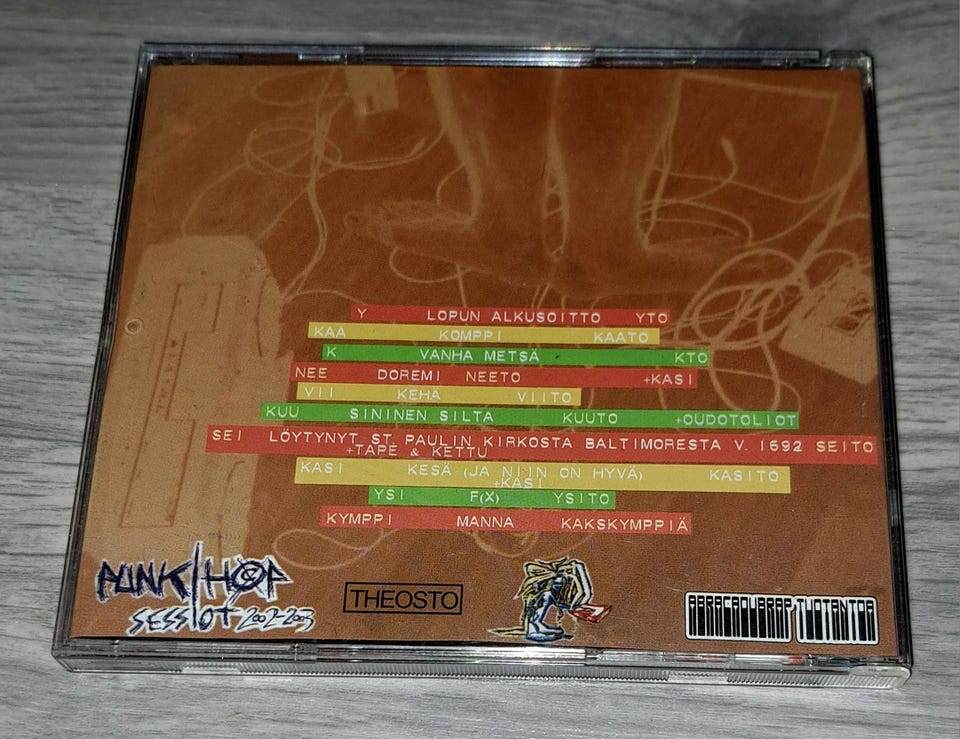 Y LOPUN ALKUSOITTO YTO
KAA KOMPPI KAATO
K VANHA METSÄ KTO
NEE DOREMI NEETO +KASI
VII KEHÄ VIITO
KUU SININEN SILTA KUUTO +OUDOTOLIOT
SEI LÖYTYNYT ST. PAULIN KIRKOSTA BALTIMORESTA V. 1692 SEITO
+TAPE & KETTU
KASI KESÄ (JA NIIN ON HYVÄ) KASITO
+KASI
YSI F(X) YSITO
KYMPPI MANNA KAKSKYMPPIÄ
PUNK/HOP
SESSIOT 2002-2003
THEOSTO
ABRACADUBRAP TUOTANTOA